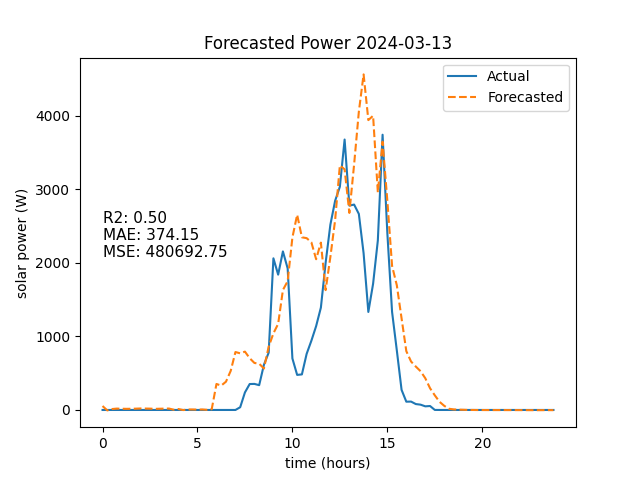 Forecasted Power 2024-03-13
Actual
Forecasted
solar power (W)
4000
3000
2000
1000
0
R2: 0.50
MAE: 374.15
MSE: 480692.75
0 5 10 15 20
time (hours)